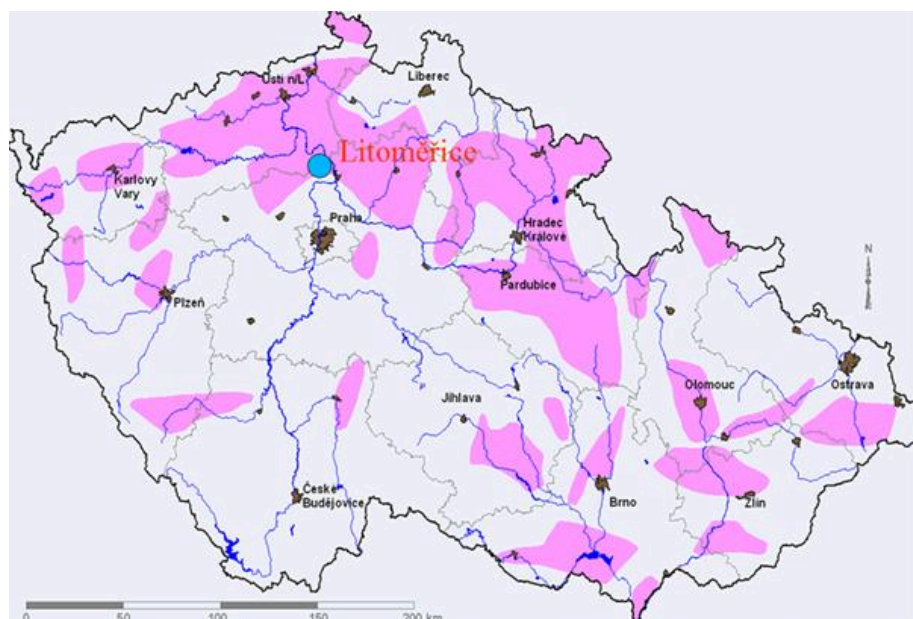 Ústí n/L
Liberec
Litoměřice
Karlovy
Vary
Praha
Hradec
Králové
N
Plzeň
Pardubice
Olomouc
Ostrava
Jihlava
České
Budějovice
Brno
Zlín
0 50 100 150 200 km